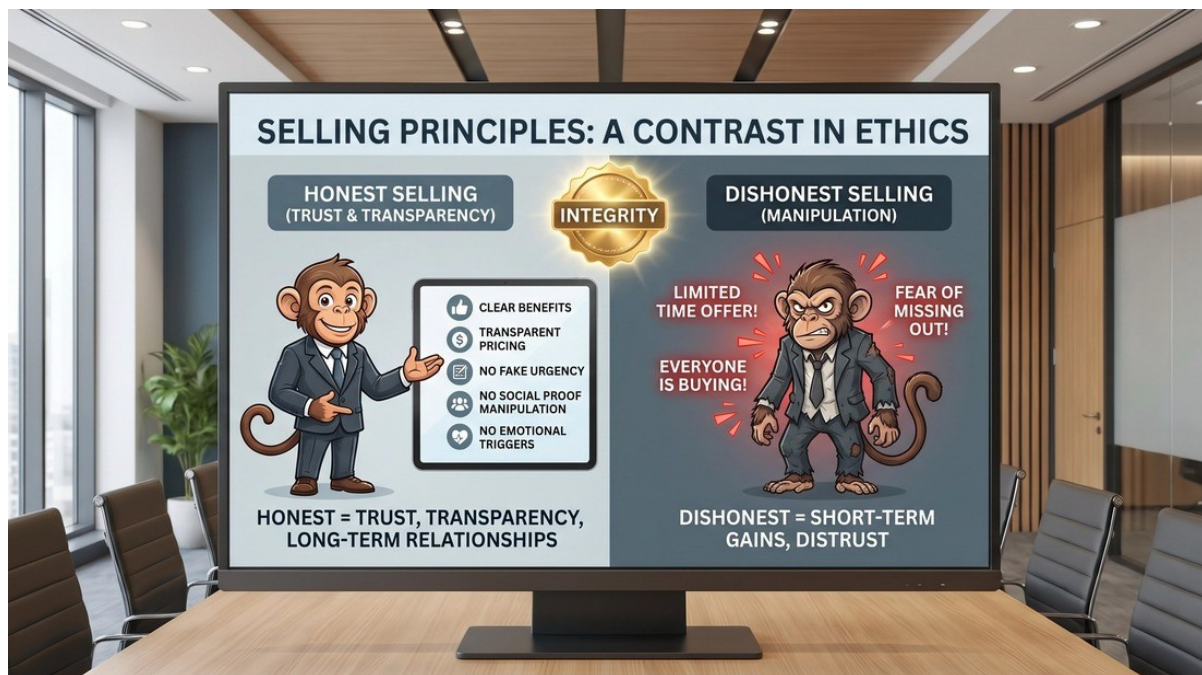 SELLING PRINCIPLES: A CONTRAST IN ETHICS
HONEST SELLING
(TRUST & TRANSPARENCY)
INTEGRITY
DISHONEST SELLING
(MANIPULATION)
CLEAR BENEFITS
TRANSPARENT
PRICING
NO FAKE URGENCY
NO SOCIAL PROOF
MANIPULATION
NO EMOTIONAL
TRIGGERS
LIMITED
TIME OFFER!
FEAR OF
MISSING
OUT!
EVERYONE
IS BUYING!
HONEST = TRUST, TRANSPARENCY,
LONG-TERM RELATIONSHIPS
DISHONEST = SHORT-TERM
GAINS, DISTRUST